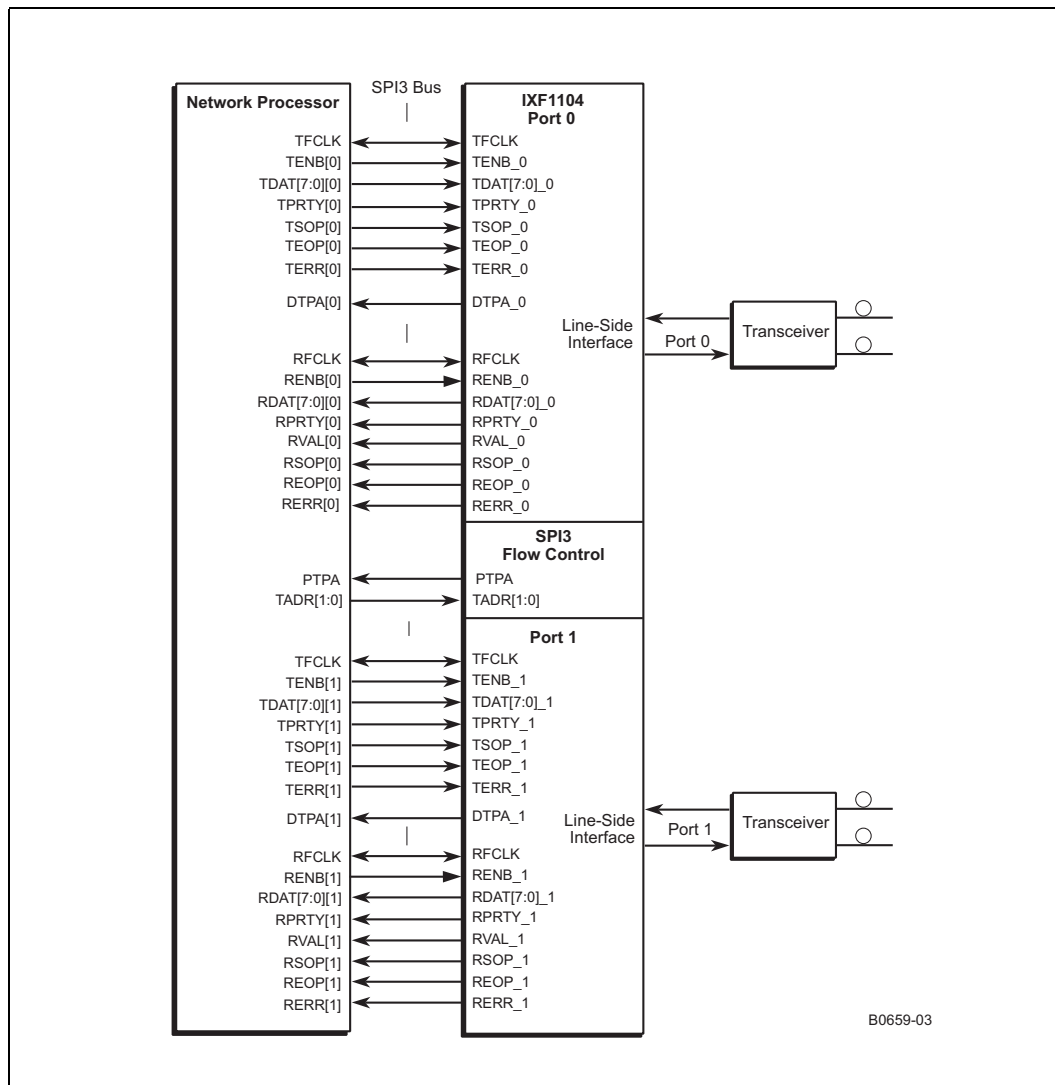 SPI3 Bus
Network Processor
IXF1104
Port 0
TFCLK TFCLK
TENB[0] TENB_0
TDAT[7:0][0] TDAT[7:0]_0
TPRTY[0] TPRTY_0
TSOP[0] TSOP_0
TEOP[0] TEOP_0
TERR[0] TERR_0
DTPA[0] DTPA_0
Line-Side
Interface
Port 0
Transceiver
RFCLK RFCLK
RENB[0] RENB_0
RDAT[7:0][0] RDAT[7:0]_0
RPRTY[0] RPRTY_0
RVAL[0] RVAL_0
RSOP[0] RSOP_0
REOP[0] REOP_0
RERR[0] RERR_0
SPI3
Flow Control
PTPA PTPA
TADR[1:0] TADR[1:0]
Port 1
TFCLK TFCLK
TENB[1] TENB_1
TDAT[7:0][1] TDAT[7:0]_1
TPRTY[1] TPRTY_1
TSOP[1] TSOP_1
TEOP[1] TEOP_1
TERR[1] TERR_1
DTPA[1] DTPA_1
Line-Side
Interface
Port 1
Transceiver
RFCLK RFCLK
RENB[1] RENB_1
RDAT[7:0][1] RDAT[7:0]_1
RPRTY[1] RPRTY_1
RVAL[1] RVAL_1
RSOP[1] RSOP_1
REOP[1] REOP_1
RERR[1] RERR_1
B0659-03